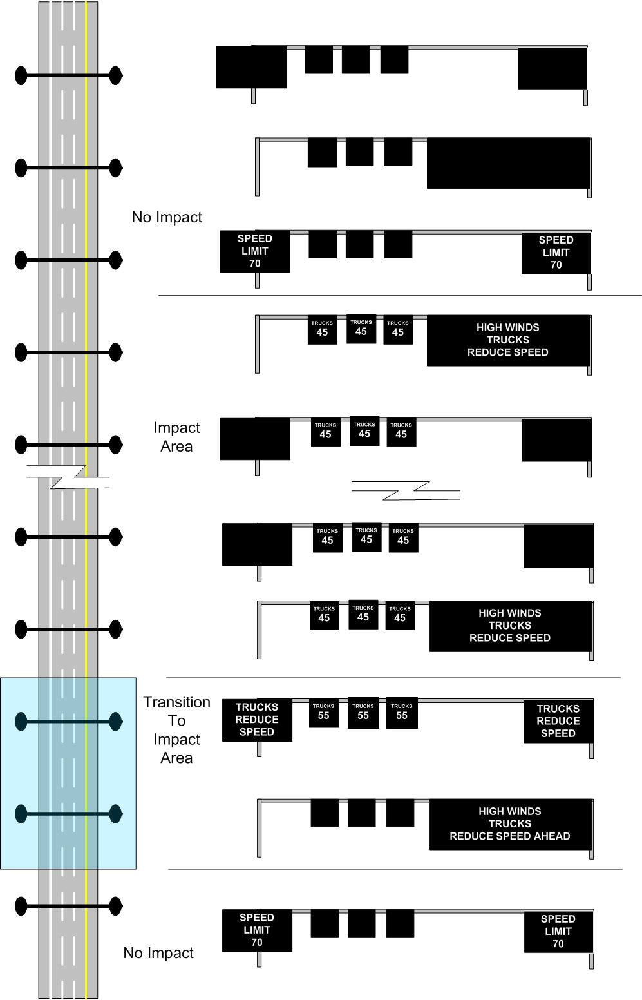 No Impact
SPEED
LIMIT
70
SPEED
LIMIT
70
TRUCKS
45
TRUCKS
45
TRUCKS
45
HIGH WINDS
TRUCKS
REDUCE SPEED
Impact
Area
TRUCKS
45
TRUCKS
45
TRUCKS
45
TRUCKS
45
TRUCKS
45
TRUCKS
45
TRUCKS
45
TRUCKS
45
TRUCKS
45
HIGH WINDS
TRUCKS
REDUCE SPEED
Transition
To
Impact
Area
TRUCKS
REDUCE
SPEED
TRUCKS
55
TRUCKS
55
TRUCKS
55
TRUCKS
REDUCE
SPEED
HIGH WINDS
TRUCKS
REDUCE SPEED AHEAD
No Impact
SPEED
LIMIT
70
SPEED
LIMIT
70